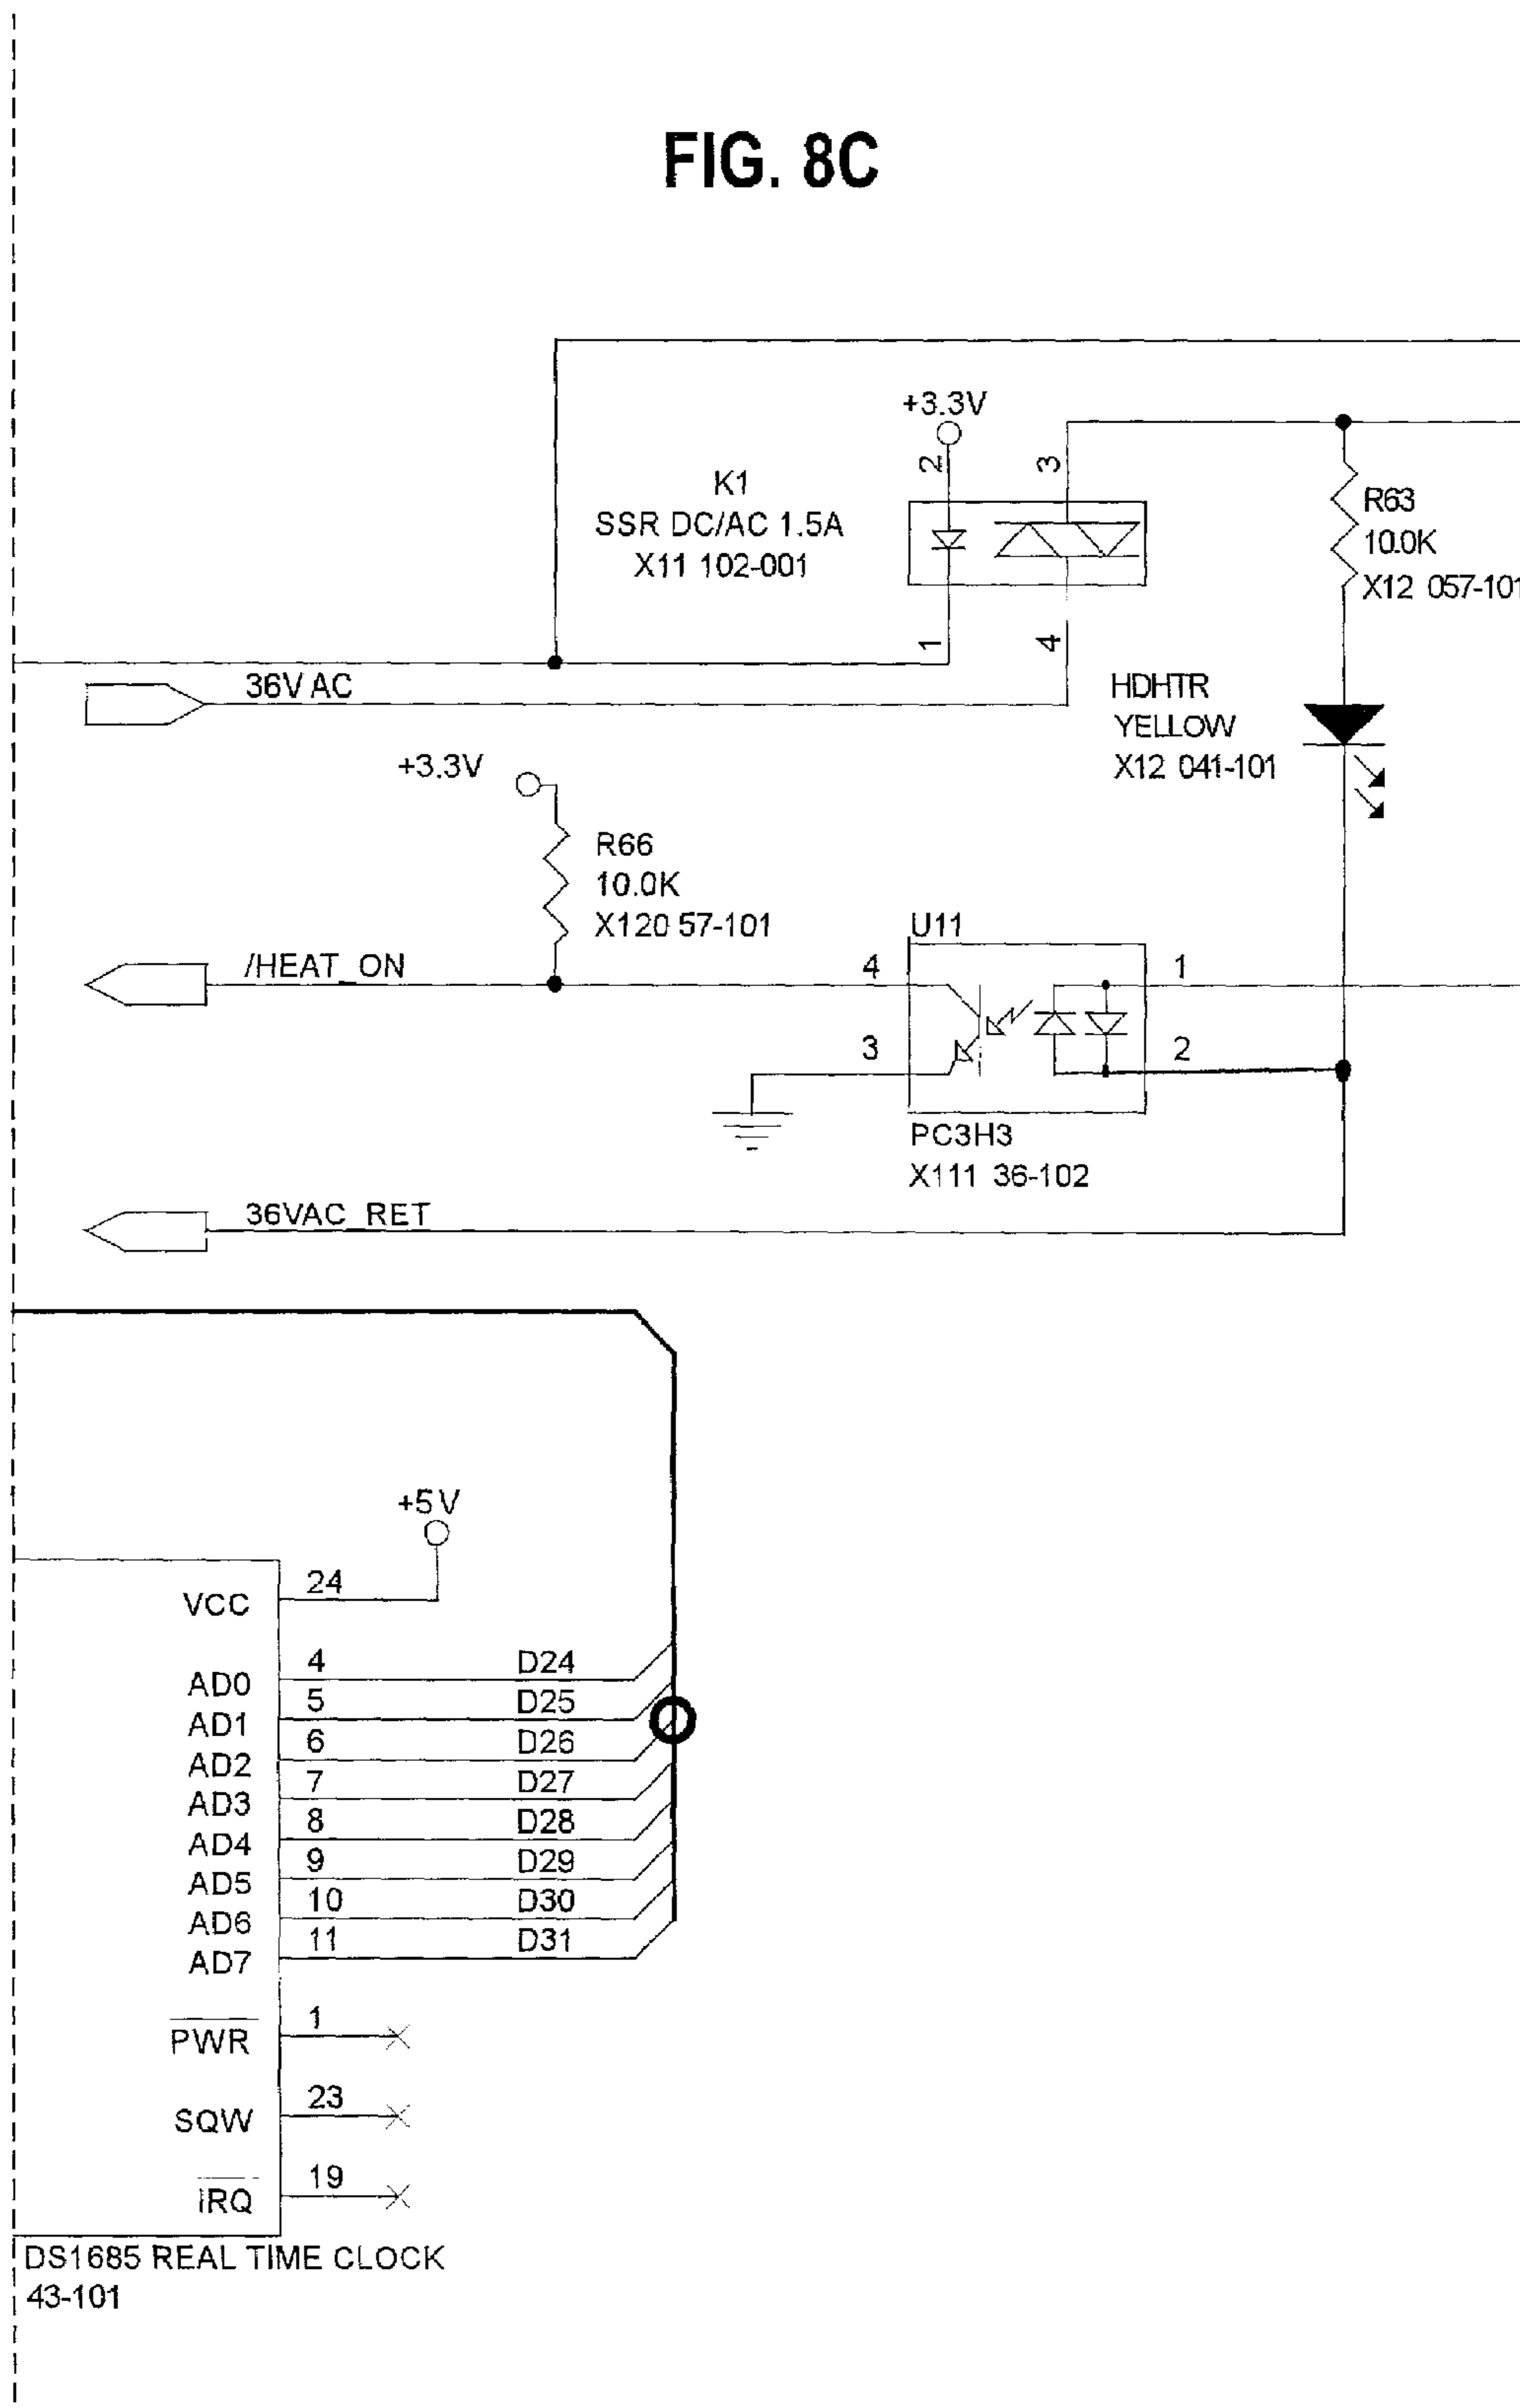 FIG. 8C
+3.3V
2
3
K1
SSR DC/AC 1.5A
X11 102-001
R63
10.0K
X12 057-101
1
4
36V AC
HDHTR
YELLOW
X12 041-101
+3.3V
R66
10.0K
X120 57-101
U11
/HEAT_ON
4
1
3
2
PC3H3
X111 36-102
36VAC_RET
+5V
24
VCC
4
D24
AD0
5
D25
AD1
6
D26
AD2
7
D27
AD3
8
D28
AD4
9
D29
AD5
10
D30
AD6
11
D31
AD7
1
PWR
23
SQW
19
IRQ
DS1685 REAL TIME CLOCK
43-101